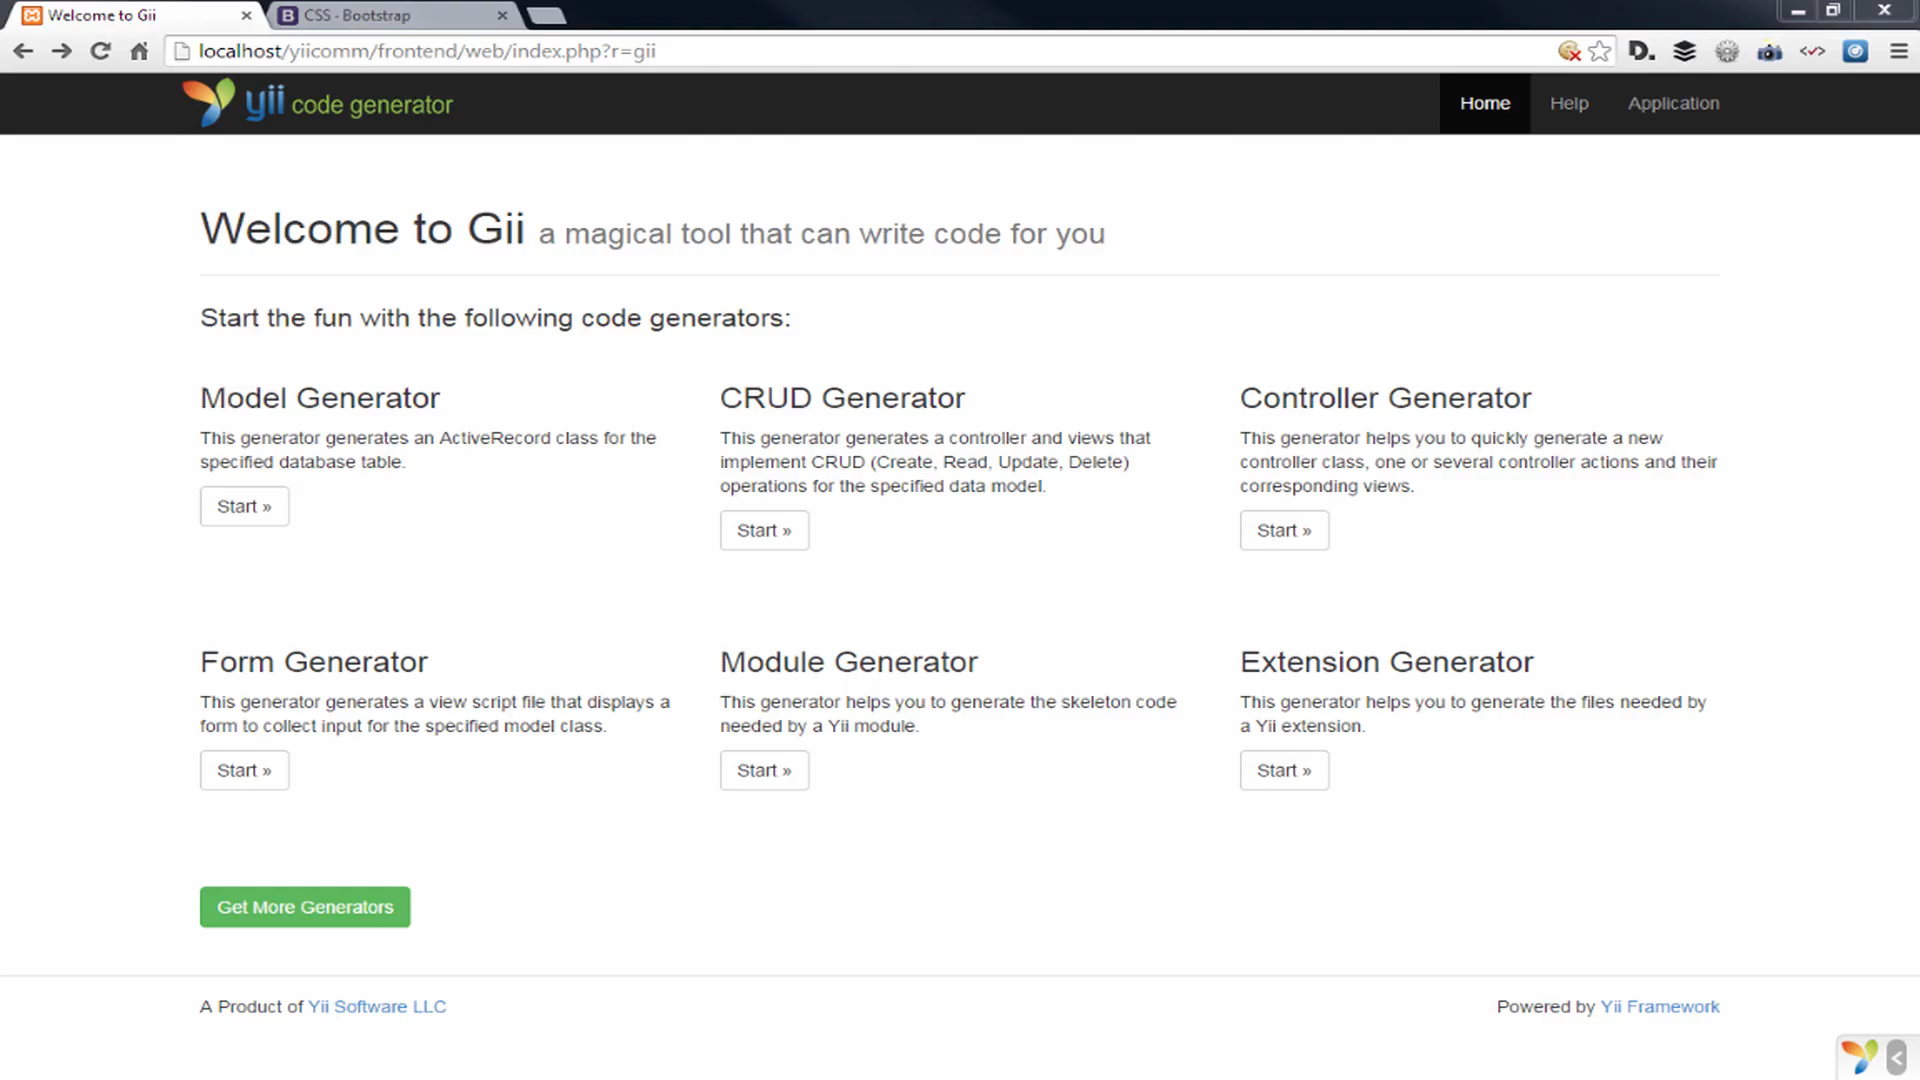 Welcome to Gii
CSS - Bootstrap
localhost/yiicomm/frontend/web/index.php?r=gii
yii code generator
Home
Help
Application
Welcome to Gii a magical tool that can write code for you
Start the fun with the following code generators:
Model Generator
This generator generates an ActiveRecord class for the
specified database table.
Start »
CRUD Generator
This generator generates a controller and views that
implement CRUD (Create, Read, Update, Delete)
operations for the specified data model.
Start »
Controller Generator
This generator helps you to quickly generate a new
controller class, one or several controller actions and their
corresponding views.
Start »
Form Generator
This generator generates a view script file that displays a
form to collect input for the specified model class.
Start »
Module Generator
This generator helps you to generate the skeleton code
needed by a Yii module.
Start »
Extension Generator
This generator helps you to generate the files needed by
a Yii extension.
Start »
Get More Generators
A Product of Yii Software LLC
Powered by Yii Framework